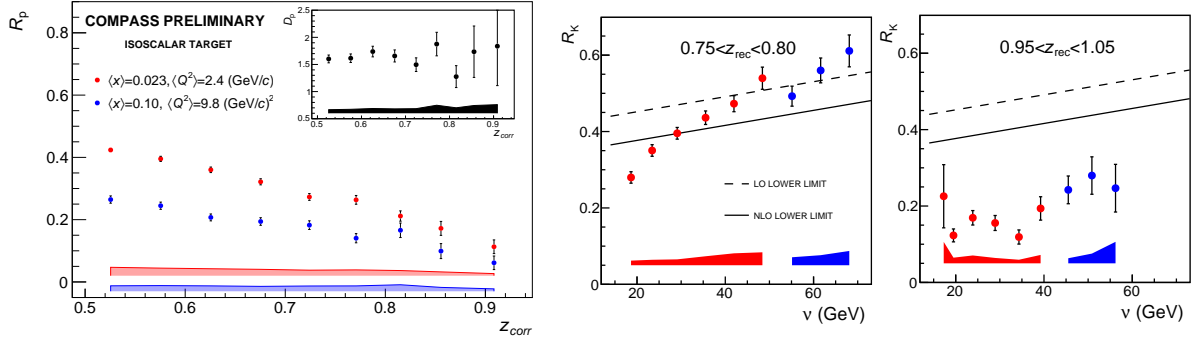 R_p
COMPASS PRELIMINARY
ISOSCALAR TARGET
⟨x⟩=0.023, ⟨Q²⟩=2.4 (GeV/c)
⟨x⟩=0.10, ⟨Q²⟩=9.8 (GeV/c)²
0.8
0.6
0.4
0.2
0
0.5 0.6 0.7 0.8 0.9
z_corr
D_p
2.5
2
1.5
1
0.5
0.5 0.6 0.7 0.8 0.9
z_corr
R_K
0.75<z_rec<0.80
0.6
0.4
0.2
0
LO LOWER LIMIT
NLO LOWER LIMIT
20 40 60
ν (GeV)
R_K
0.95<z_rec<1.05
0.6
0.4
0.2
0
20 40 60
ν (GeV)